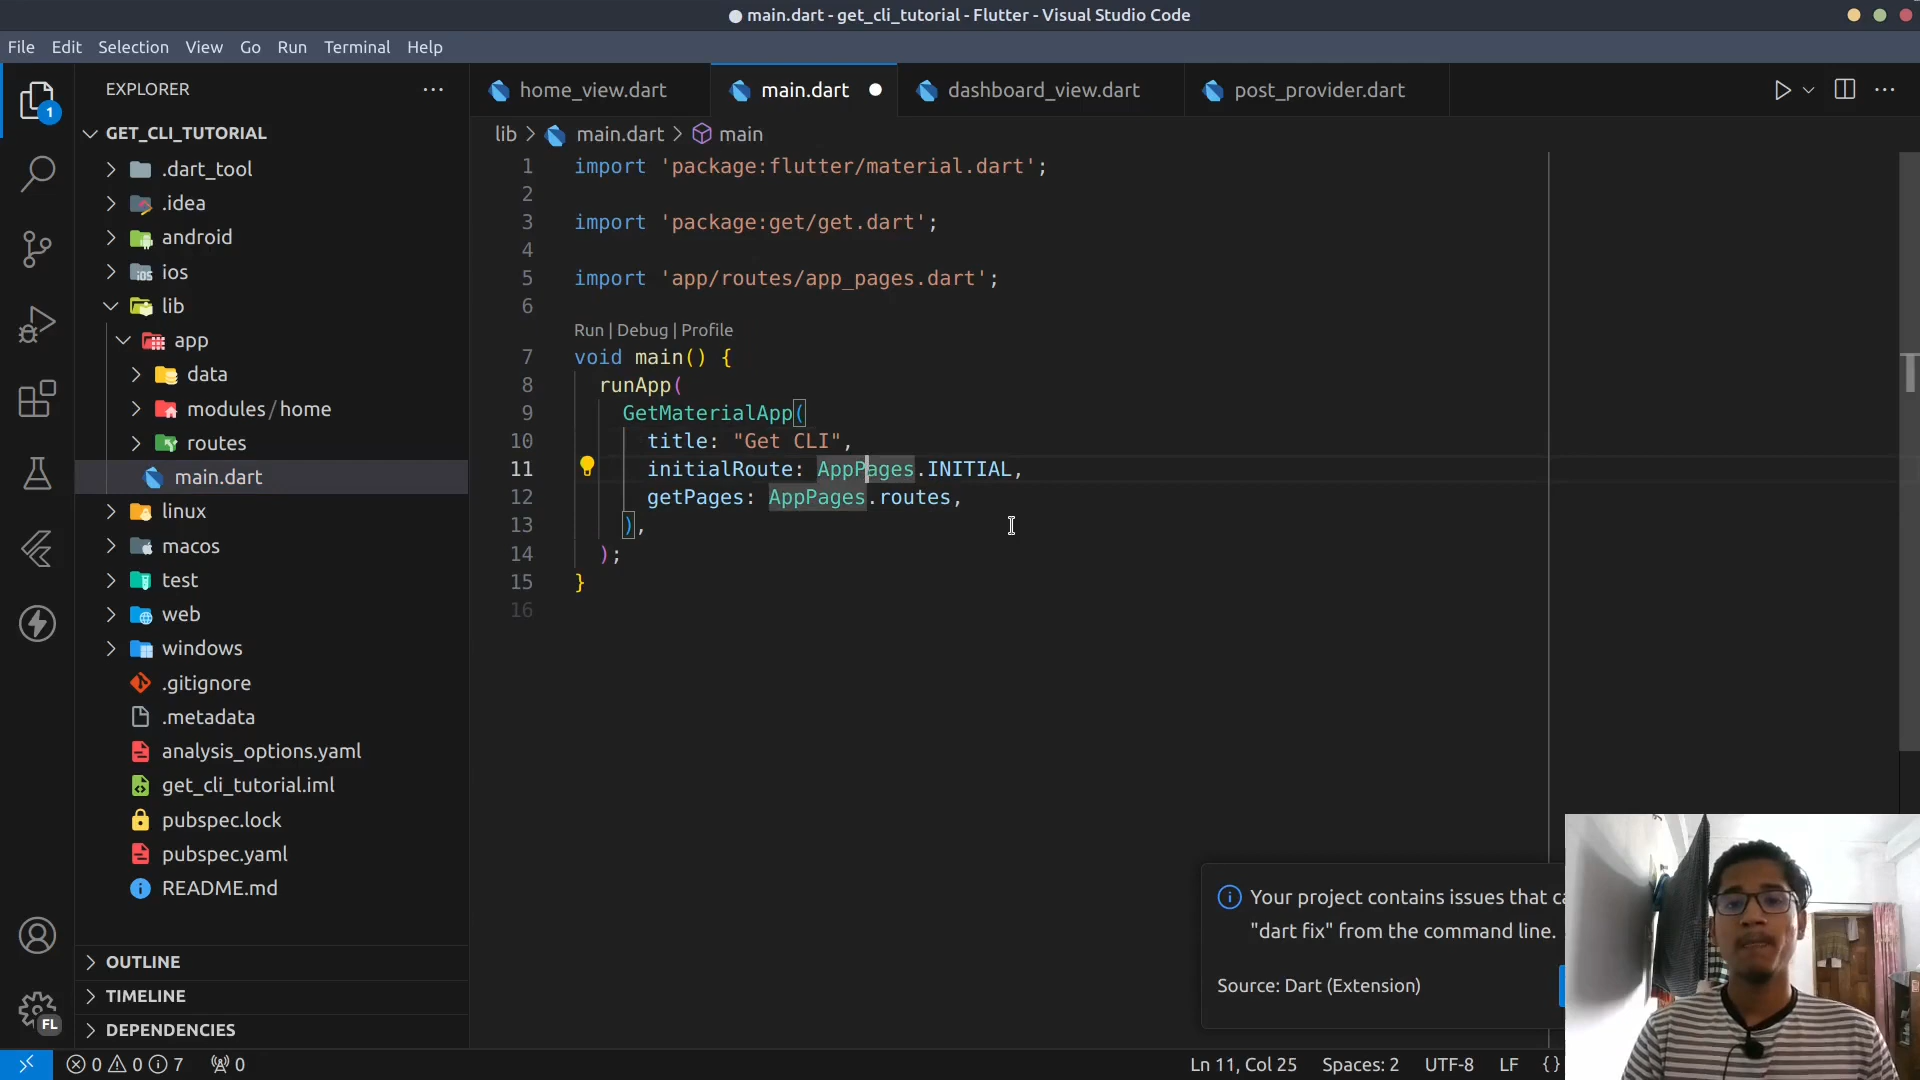 main.dart - get_cli_tutorial - Flutter - Visual Studio Code
File Edit Selection View Go Run Terminal Help
EXPLORER
GET_CLI_TUTORIAL
.dart_tool
.idea
android
ios
lib
app
data
modules/home
routes
main.dart
linux
macos
test
web
windows
.gitignore
.metadata
analysis_options.yaml
get_cli_tutorial.iml
pubspec.lock
pubspec.yaml
README.md
OUTLINE
TIMELINE
DEPENDENCIES
1
FL
home_view.dart main.dart dashboard_view.dart post_provider.dart
lib > main.dart > main
1 import 'package:flutter/material.dart';
2
3 import 'package:get/get.dart';
4
5 import 'app/routes/app_pages.dart';
6
Run | Debug | Profile
7 void main() {
8 runApp(
9 GetMaterialApp(
10 title: "Get CLI",
11 initialRoute: AppPages.INITIAL,
12 getPages: AppPages.routes,
13 ),
14 );
15 }
16
Your project contains issues that
"dart fix" from the command line.
Source: Dart (Extension)
0 0 7 0 Ln 11, Col 25 Spaces: 2 UTF-8 LF {}